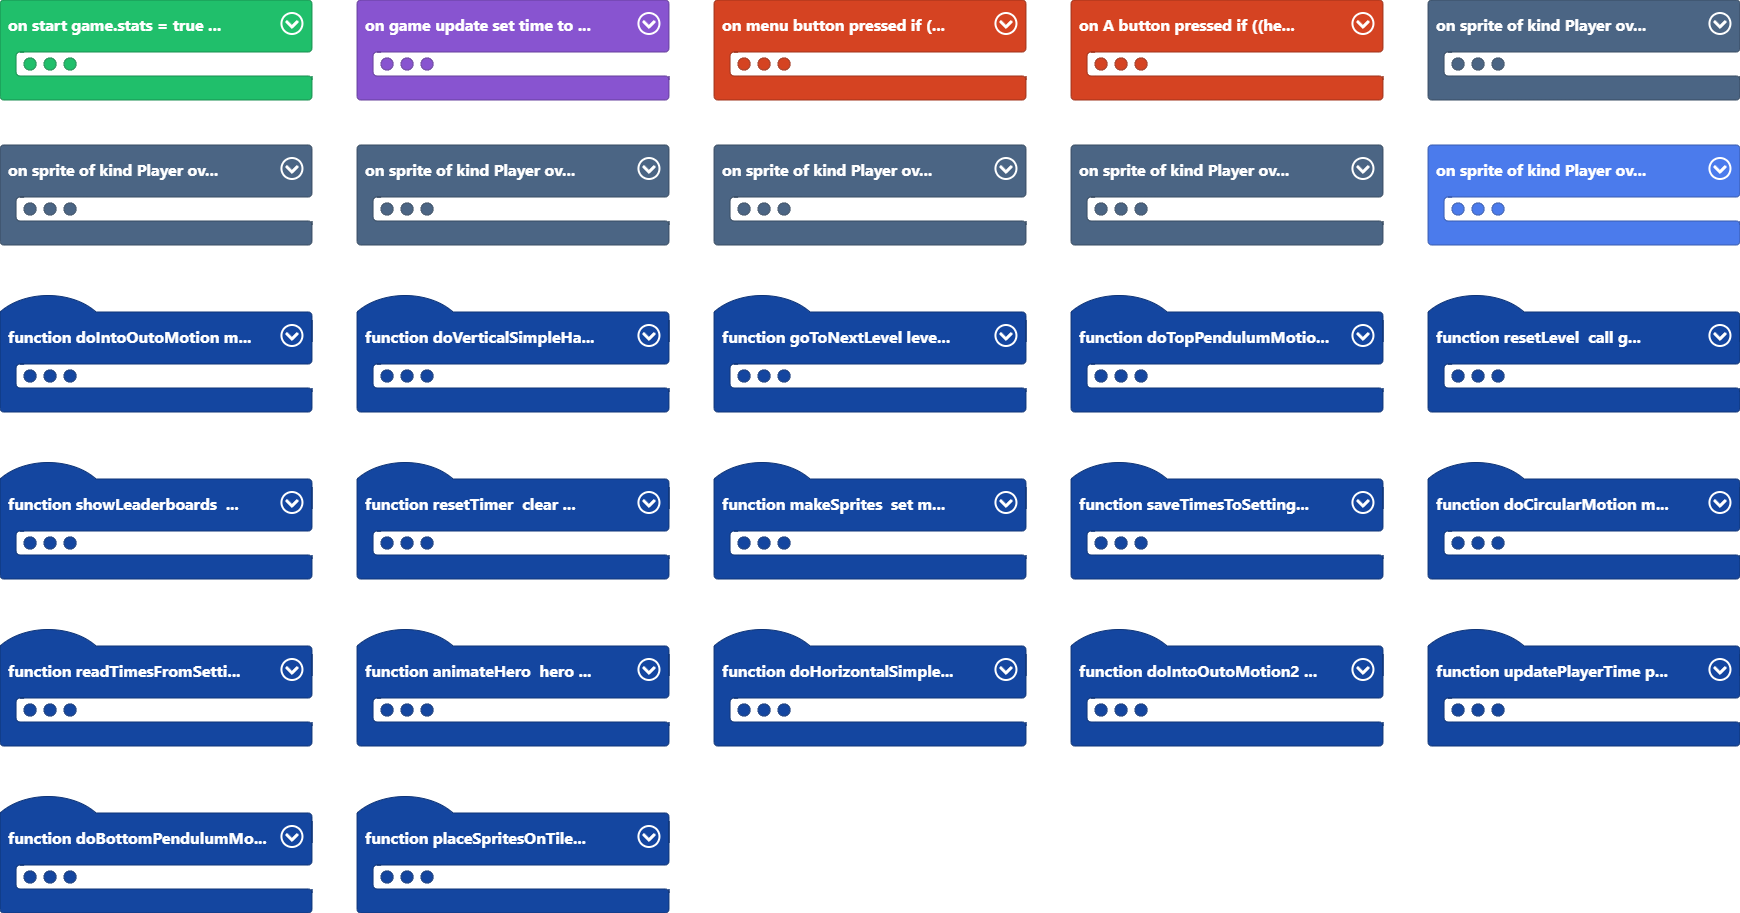 on start game.stats = true ...
on game update set time to ...
on menu button pressed if (...
on A button pressed if ((he...
on sprite of kind Player ov...
on sprite of kind Player ov...
on sprite of kind Player ov...
on sprite of kind Player ov...
on sprite of kind Player ov...
on sprite of kind Player ov...
function doIntoOutoMotion m...
function doVerticalSimpleHa...
function goToNextLevel leve...
function doTopPendulumMotio...
function resetLevel  call g...
function showLeaderboards  ...
function resetTimer  clear ...
function makeSprites  set m...
function saveTimesToSetting...
function doCircularMotion m...
function readTimesFromSetti...
function animateHero  hero ...
function doHorizontalSimple...
function doIntoOutoMotion2 ...
function updatePlayerTime p...
function doBottomPendulumMo...
function placeSpritesOnTile...